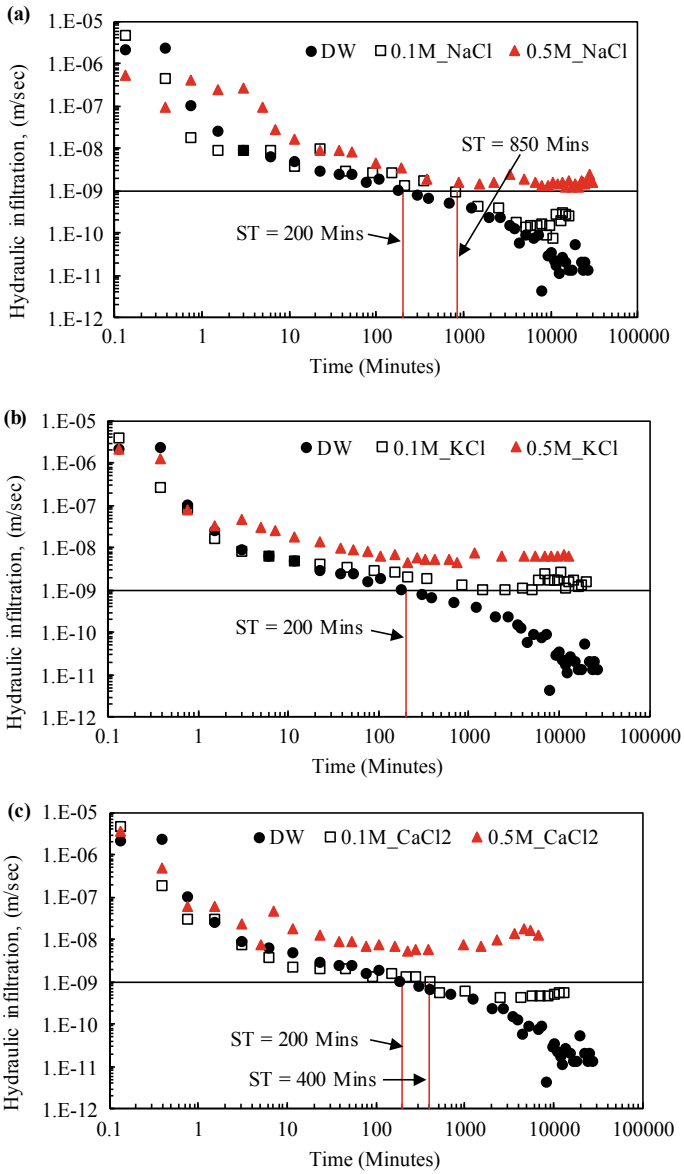 (a)
DW 0.1M_NaCl 0.5M_NaCl
1.E-05
1.E-06
1.E-07
1.E-08
1.E-09
1.E-10
1.E-11
1.E-12
Hydraulic infiltration, (m/sec)
ST = 850 Mins
ST = 200 Mins
0.1 1 10 100 1000 10000 100000
Time (Minutes)
(b)
DW 0.1M_KCl 0.5M_KCl
1.E-05
1.E-06
1.E-07
1.E-08
1.E-09
1.E-10
1.E-11
1.E-12
Hydraulic infiltration, (m/sec)
ST = 200 Mins
0.1 1 10 100 1000 10000 100000
Time (Minutes)
(c)
DW 0.1M_CaCl2 0.5M_CaCl2
1.E-05
1.E-06
1.E-07
1.E-08
1.E-09
1.E-10
1.E-11
1.E-12
Hydraulic infiltration, (m/sec)
ST = 200 Mins
ST = 400 Mins
0.1 1 10 100 1000 10000 100000
Time (Minutes)